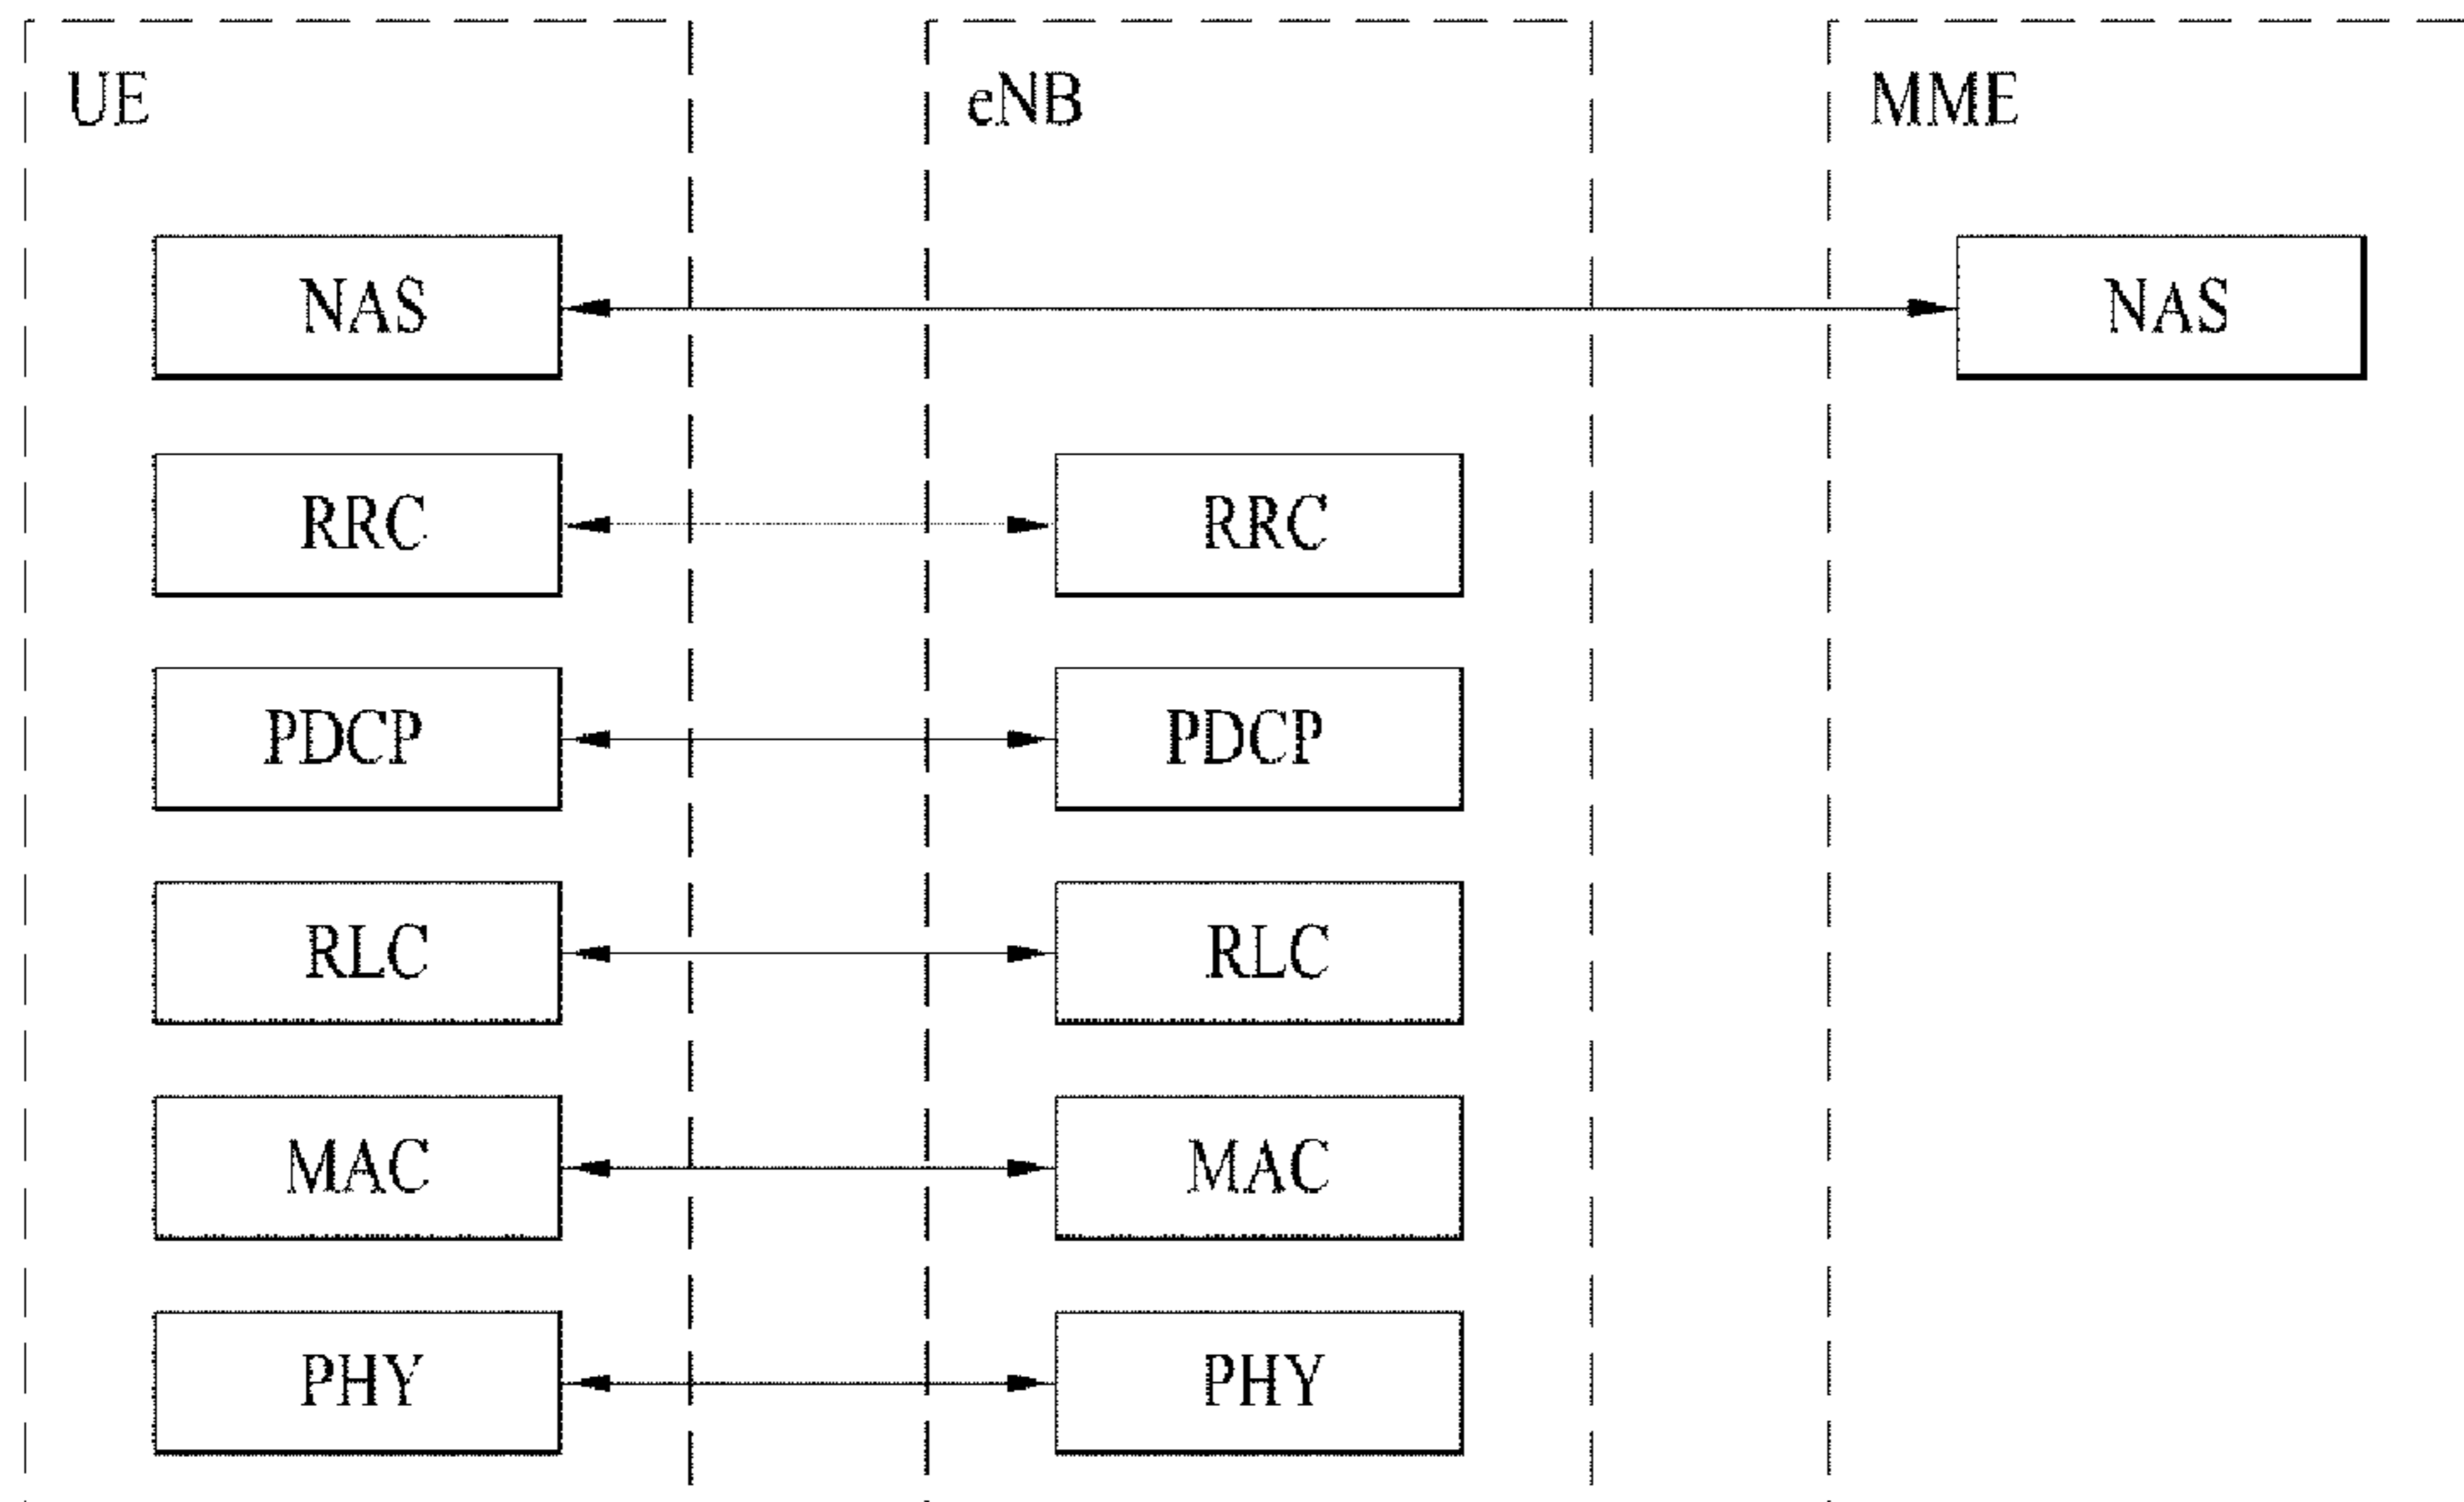 UE eNB MME
NAS NAS
RRC RRC
PDCP PDCP
RLC RLC
MAC MAC
PHY PHY